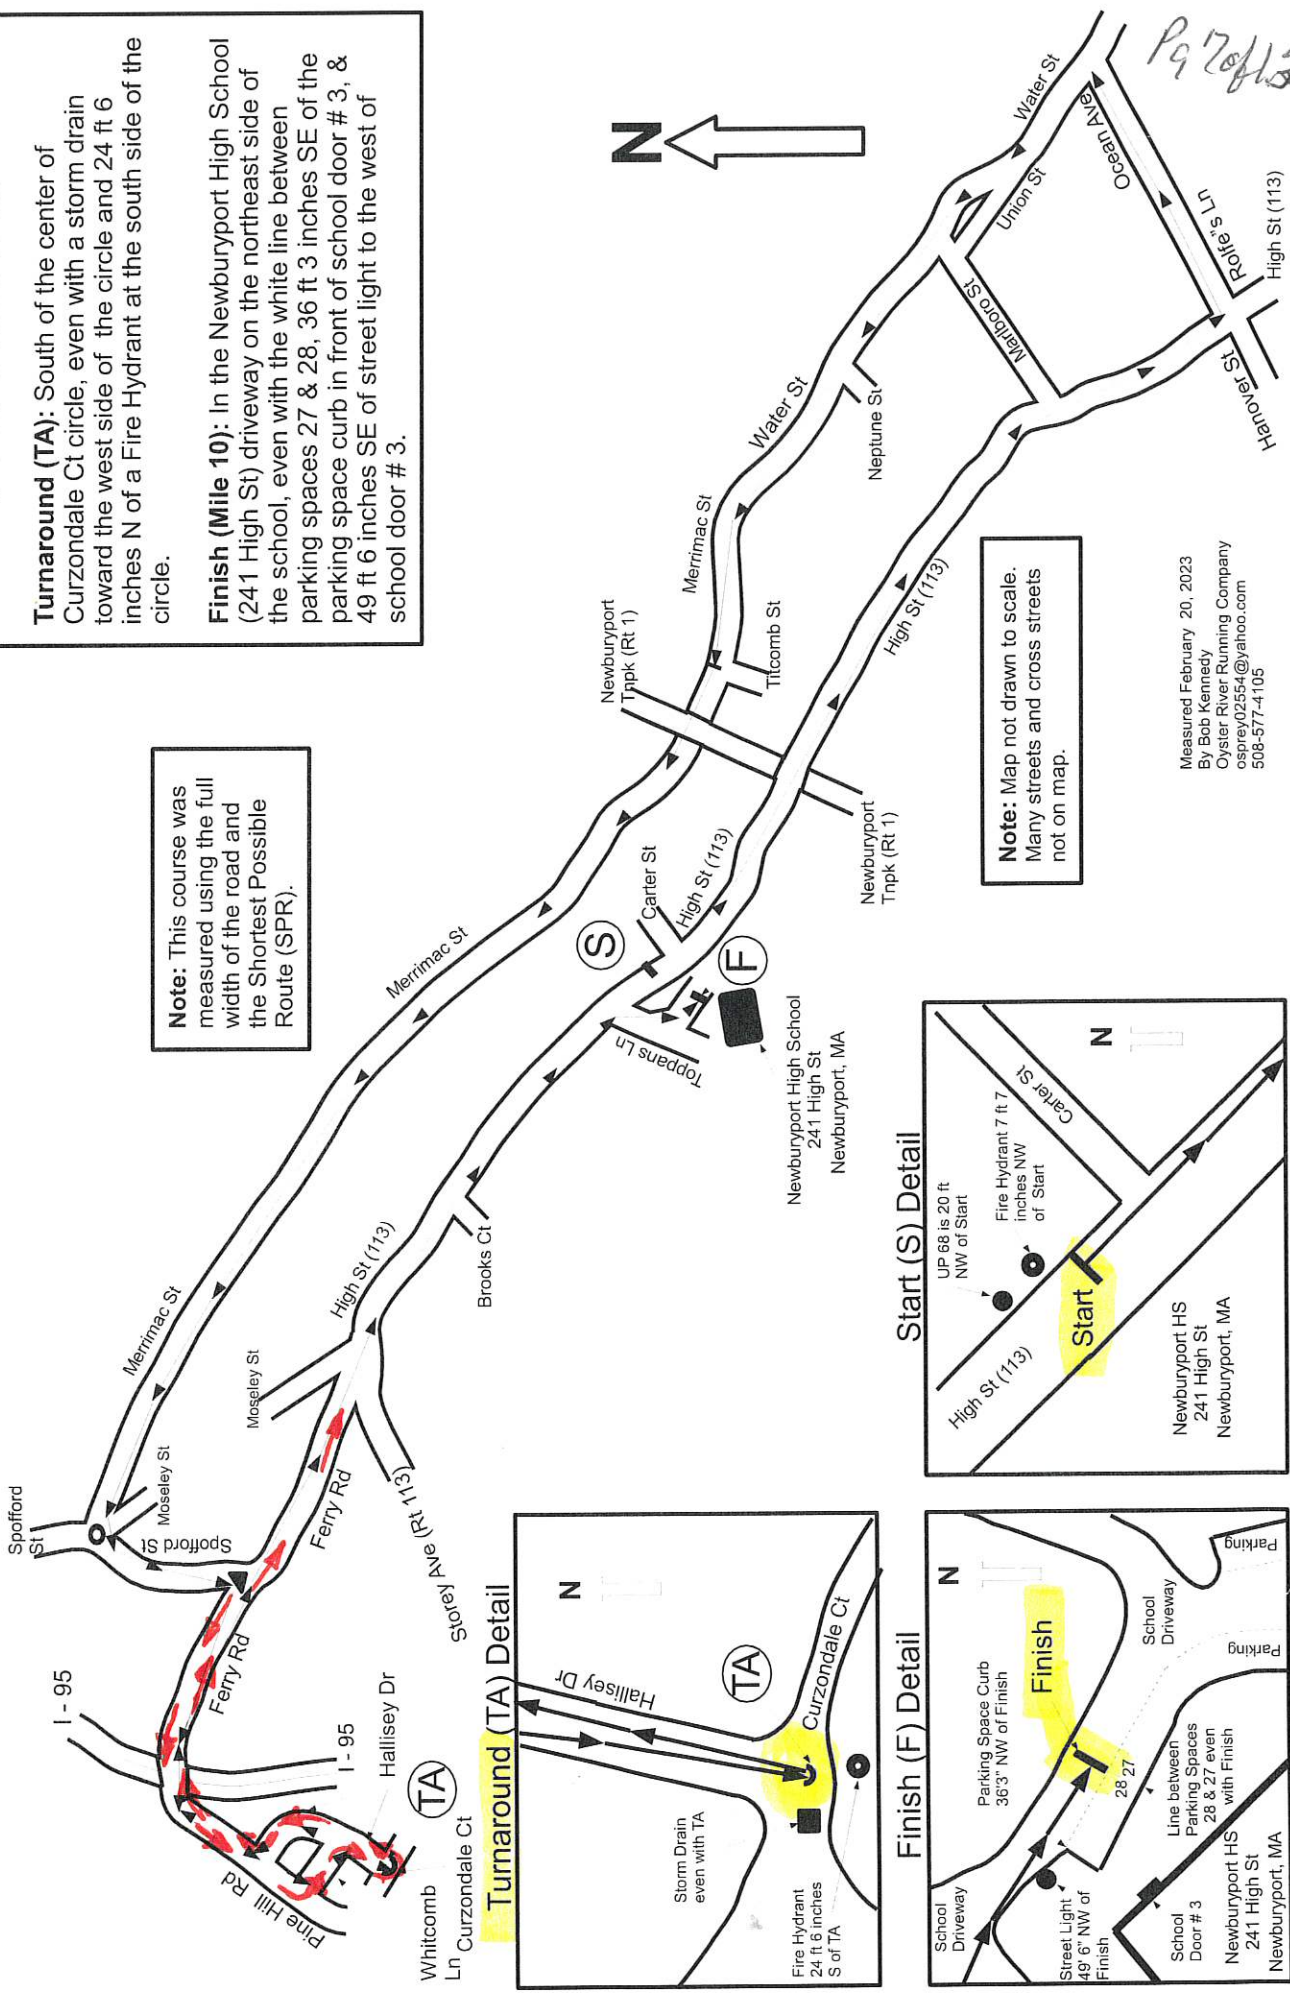 Turnaround (TA): South of the center of
Curzondale Ct circle, even with a storm drain
toward the west side of the circle and 24 ft 6
inches N of a Fire Hydrant at the south side of the
circle.
Finish (Mile 10): In the Newburyport High School
(241 High St) driveway on the northeast side of
the school, even with the white line between
parking spaces 27 & 28, 36 ft 3 inches SE of the
parking space curb in front of school door # 3, &
49 ft 6 inches SE of street light to the west of
school door # 3.
Note: This course was
measured using the full
width of the road and
the Shortest Possible
Route (SPR).
N
Spofford
St
Moseley St
Spofford St
Merrimac St
Merrimac St
Merrimac St
Water St
Water St
Newburyport
Tnpk (Rt 1)
Titcomb St
Neptune St
Union St
Marlboro St
Ocean Ave
Rolfe"s Ln
High St (113)
Hanover St
High St (113)
High St (113)
High St (113)
Newburyport
Tnpk (Rt 1)
Carter St
S
F
Toppans Ln
Brooks Ct
Moseley St
Ferry Rd
Ferry Rd
Storey Ave (Rt 113)
I - 95
I - 95
Hallisey Dr
TA
Curzondale Ct
Whitcomb
Ln
Pine Hill Rd
Newburyport High School
241 High St
Newburyport, MA
Note: Map not drawn to scale.
Many streets and cross streets
not on map.
Measured February 20, 2023
By Bob Kennedy
Oyster River Running Company
osprey02554@yahoo.com
508-577-4105
Turnaround (TA) Detail
N
Hallisey Dr
TA
Curzondale Ct
Storm Drain
even with TA
Fire Hydrant
24 ft 6 inches
S of TA
Start (S) Detail
UP 68 is 20 ft
NW of Start
Fire Hydrant 7 ft 7
inches NW
of Start
Carter St
N
High St (113)
Start
Newburyport HS
241 High St
Newburyport, MA
Finish (F) Detail
N
School
Driveway
Parking Space Curb
36'3" NW of Finish
Finish
School
Driveway
Parking
Parking
28 27
Street Light
49' 6" NW of
Finish
Line between
Parking Spaces
28 & 27 even
with Finish
School
Door # 3
Newburyport HS
241 High St
Newburyport, MA